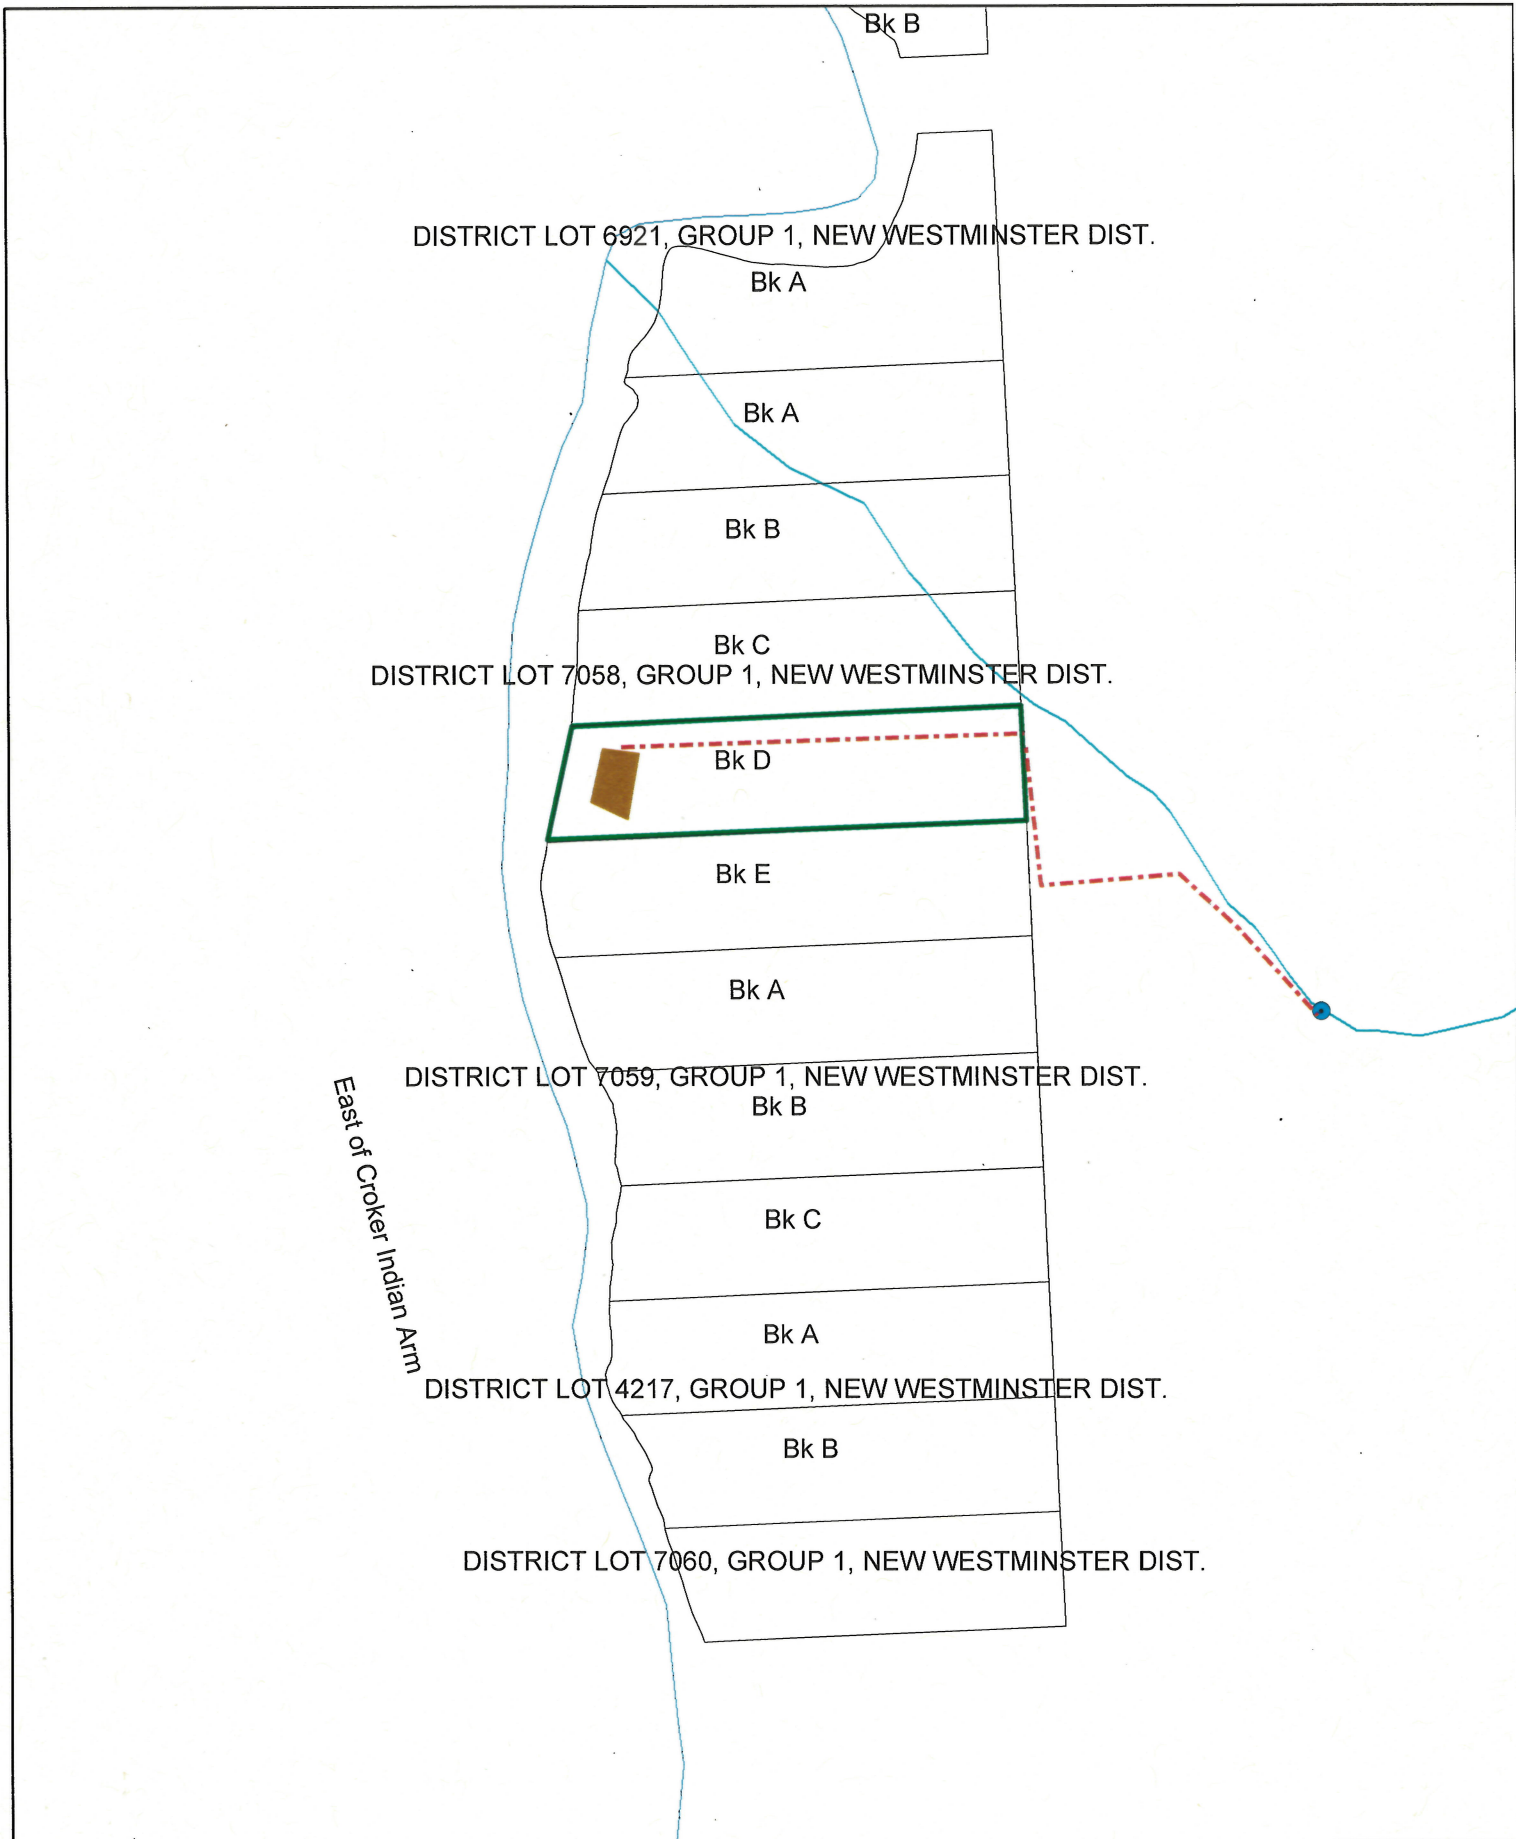 Bk B
DISTRICT LOT 6921, GROUP 1, NEW WESTMINSTER DIST.
Bk A
Bk A
Bk B
Bk C
DISTRICT LOT 7058, GROUP 1, NEW WESTMINSTER DIST.
Bk D
Bk E
Bk A
DISTRICT LOT 7059, GROUP 1, NEW WESTMINSTER DIST.
Bk B
East of Croker Indian Arm
Bk C
Bk A
DISTRICT LOT 4217, GROUP 1, NEW WESTMINSTER DIST.
Bk B
DISTRICT LOT 7060, GROUP 1, NEW WESTMINSTER DIST.